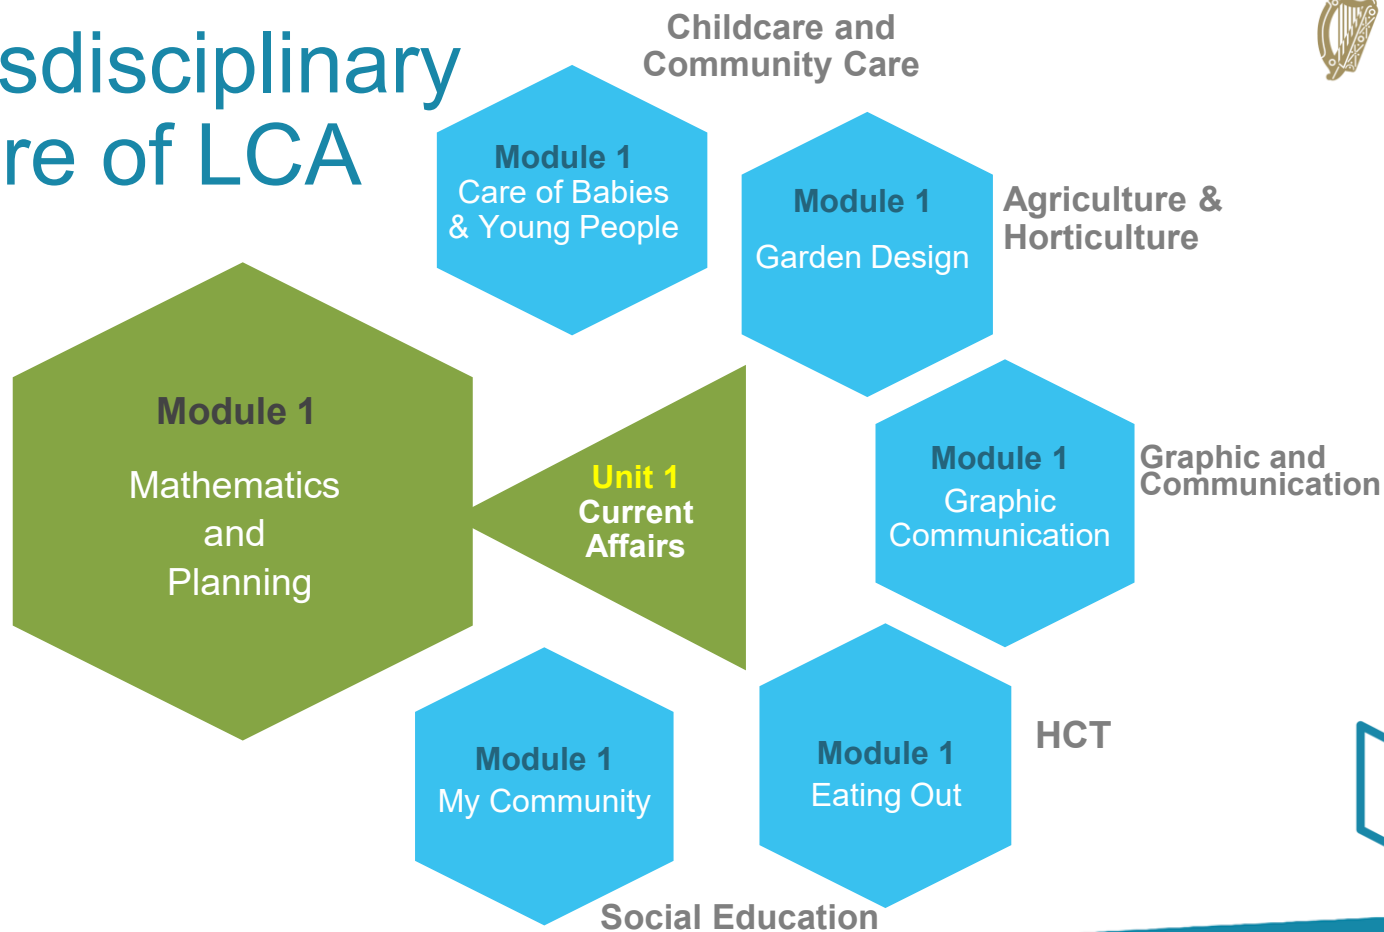 sdisciplinary
re of LCA
Childcare and
Community Care
Module 1
Care of Babies
& Young People
Module 1
Garden Design
Agriculture &
Horticulture
Module 1
Mathematics
and
Planning
Unit 1
Current
Affairs
Module 1
Graphic
Communication
Graphic and
Communication
Module 1
My Community
Social Education
Module 1
Eating Out
HCT